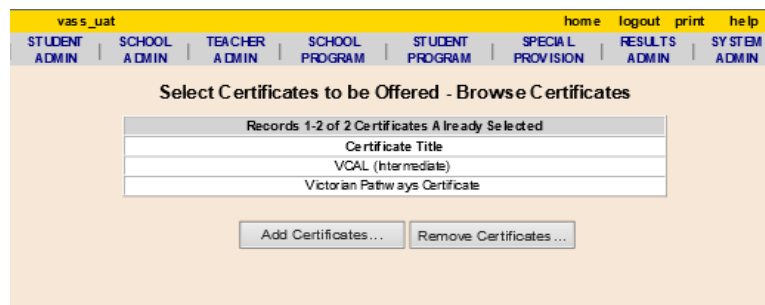 vass_uat home logout print help
STUDENT ADMIN | SCHOOL ADMIN | TEACHER ADMIN | SCHOOL PROGRAM | STUDENT PROGRAM | SPECIAL PROVISION | RESULTS ADMIN | SYSTEM ADMIN
Select Certificates to be Offered - Browse Certificates
Records 1-2 of 2 Certificates Already Selected
Certificate Title
VCAL (Intermediate)
Victorian Pathways Certificate
Add Certificates... Remove Certificates...